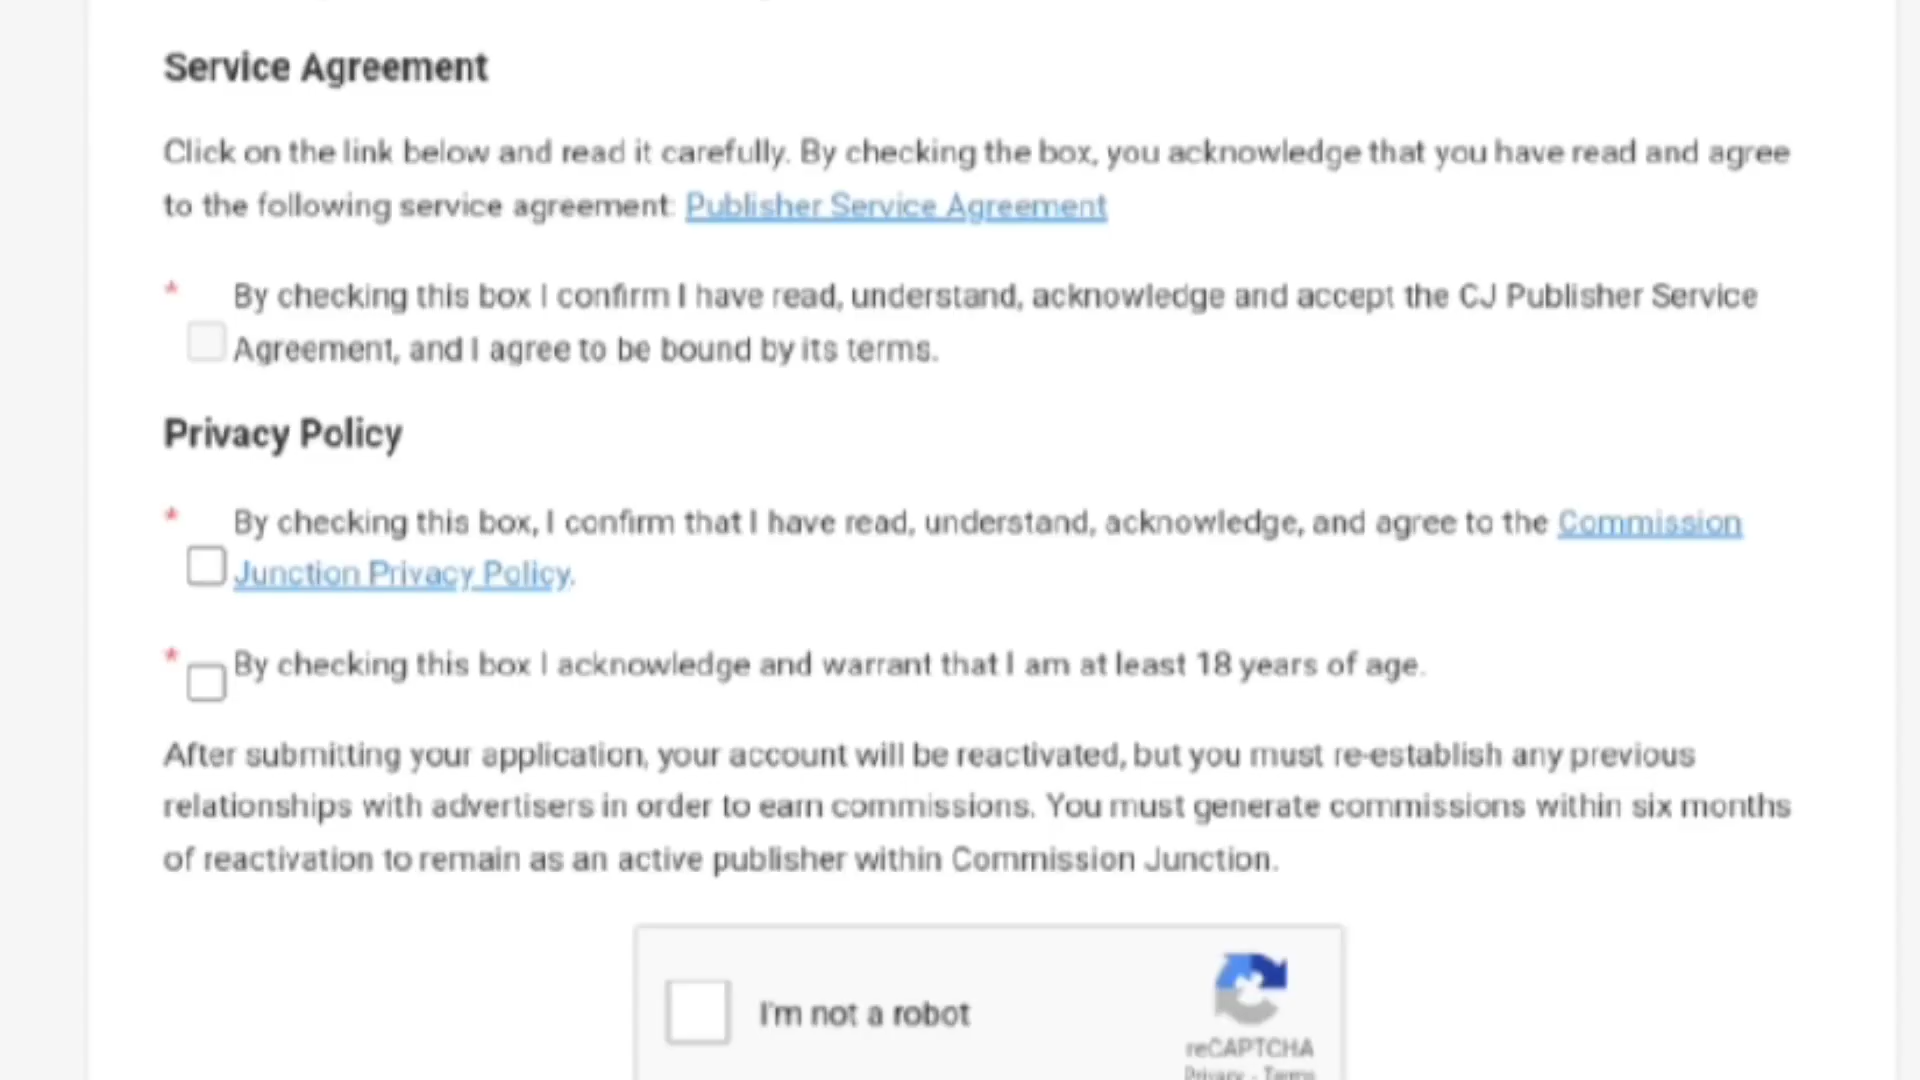 Service Agreement
Click on the link below and read it carefully. By checking the box, you acknowledge that you have read and agree
to the following service agreement: Publisher Service Agreement
* By checking this box I confirm I have read, understand, acknowledge and accept the CJ Publisher Service
Agreement, and I agree to be bound by its terms.
Privacy Policy
* By checking this box, I confirm that I have read, understand, acknowledge, and agree to the Commission
Junction Privacy Policy.
* By checking this box I acknowledge and warrant that I am at least 18 years of age.
After submitting your application, your account will be reactivated, but you must re-establish any previous
relationships with advertisers in order to earn commissions. You must generate commissions within six months
of reactivation to remain as an active publisher within Commission Junction.
I'm not a robot
reCAPTCHA
Privacy - Terms